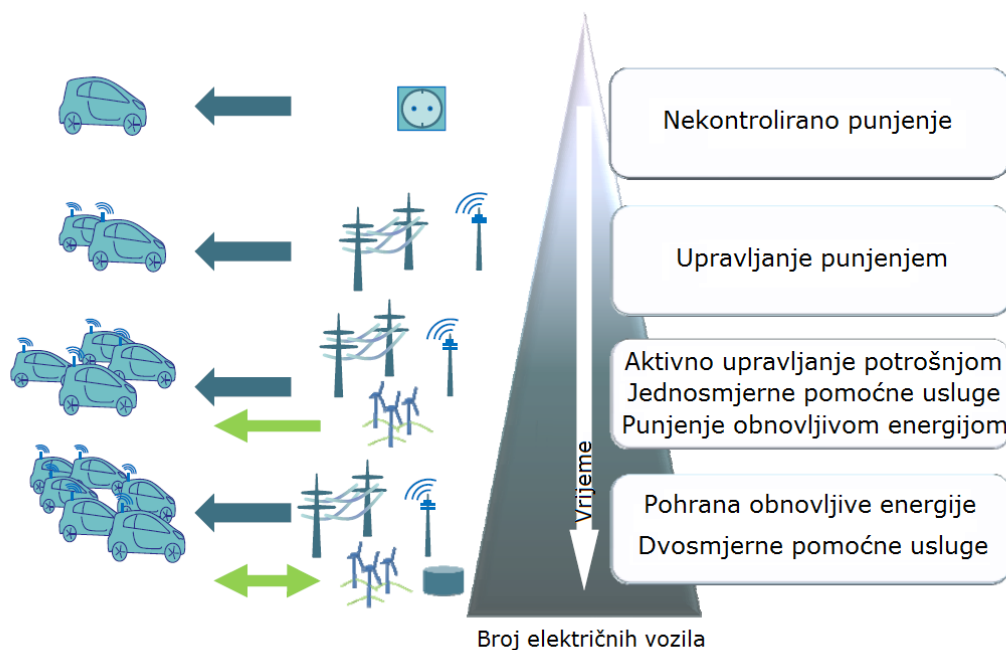 Nekontrolirano punjenje
Upravljanje punjenjem
Aktivno upravljanje potrošnjom
Jednosmjerne pomoćne usluge
Punjenje obnovljivom energijom
Pohrana obnovljive energije
Dvosmjerne pomoćne usluge
Vrijeme
Broj električnih vozila